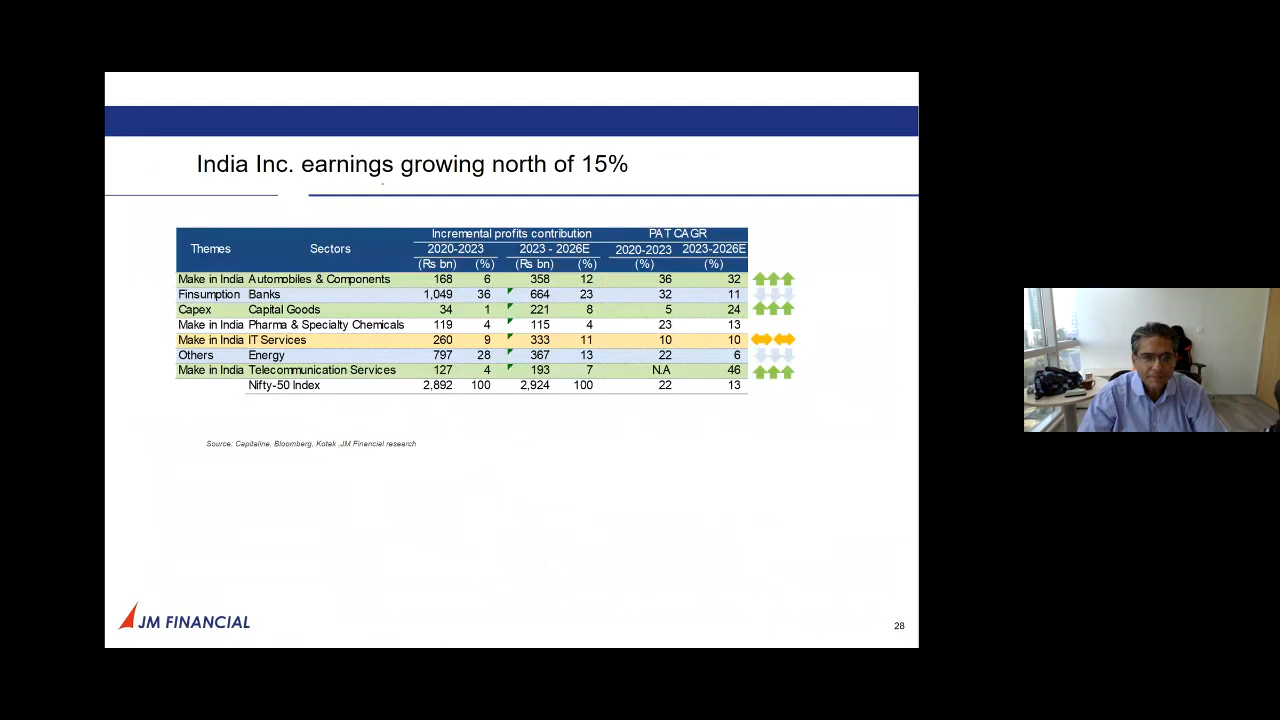 India Inc. earnings growing north of 15%
Incremental profits contribution PAT CAGR
Themes Sectors 2020-2023 2023 - 2026E 2020-2023 2023-2026E
(Rs bn) (%) (Rs bn) (%) (%) (%)
Make in India Automobiles & Components 168 6 358 12 36 32
Finsumption Banks 1,049 36 664 23 32 11
Capex Capital Goods 34 1 221 8 5 24
Make in India Pharma & Specialty Chemicals 119 4 115 4 23 13
Make in India IT Services 260 9 333 11 10 10
Others Energy 797 28 367 13 22 6
Make in India Telecommunication Services 127 4 193 7 N.A 46
Nifty-50 Index 2,892 100 2,924 100 22 13
Source: Capitaline, Bloomberg, Kotak ,JM Financial research
JM FINANCIAL
28